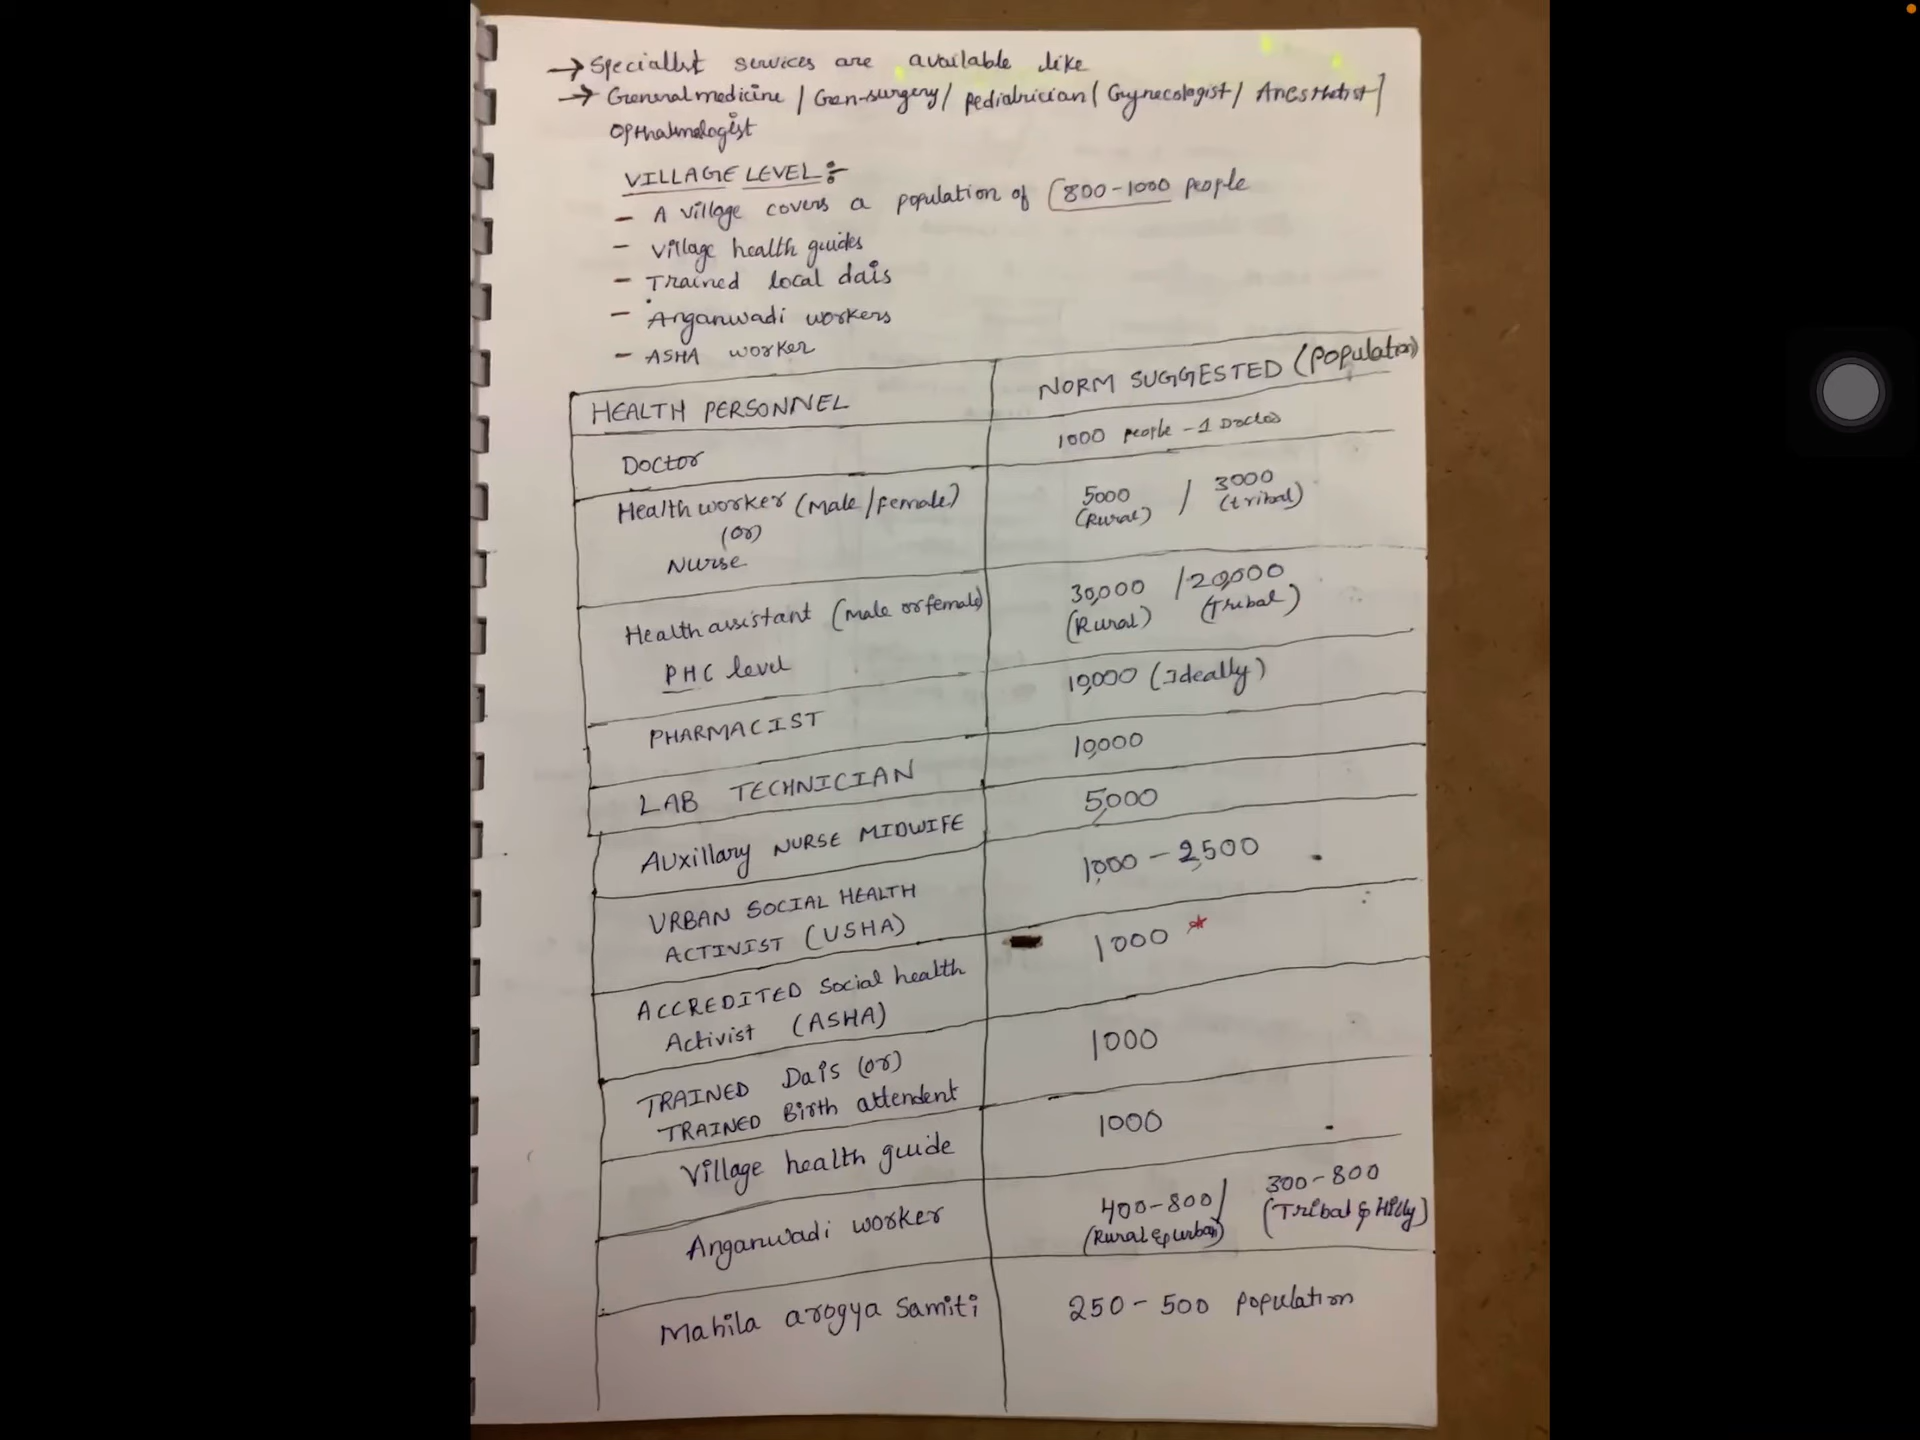 → Speciallst services are available like
→ General medicine / Gen-surgery / pediatrician / Gynecologist / Anesthetist /
Opthalmologist
VILLAGE LEVEL :-
- A village covers a population of 800-1000 people
- Village health guides
- Trained local dais
- Anganwadi workers
- ASHA worker
HEALTH PERSONNEL NORM SUGGESTED (population)
Doctor 1000 people - 1 Doctor
Health worker (Male / Female) 5000 / 3000
(or) (Rural) (tribal)
Nurse
Health assistant (Male or female) 30,000 / 20,000
PHC level (Rural) (Tribal)
PHARMACIST 10,000 (Ideally)
LAB TECHNICIAN 10,000
Auxillary NURSE MIDWIFE 5,000
URBAN SOCIAL HEALTH 1,000 - 2,500
ACTIVIST (USHA)
ACCREDITED Social health 1000 *
Activist (ASHA)
TRAINED Dais (or) 1000
TRAINED Birth attendent
Village health guide 1000
Anganwadi worker 400-800 / 300-800
(Rural & urban) (Tribal & Hilly)
Mahila arogya Samiti 250 - 500 population